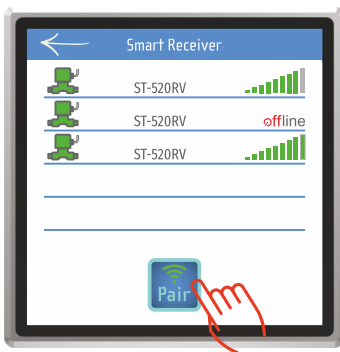 Smart Receiver
ST-520RV
ST-520RV
offline
ST-520RV
Pair